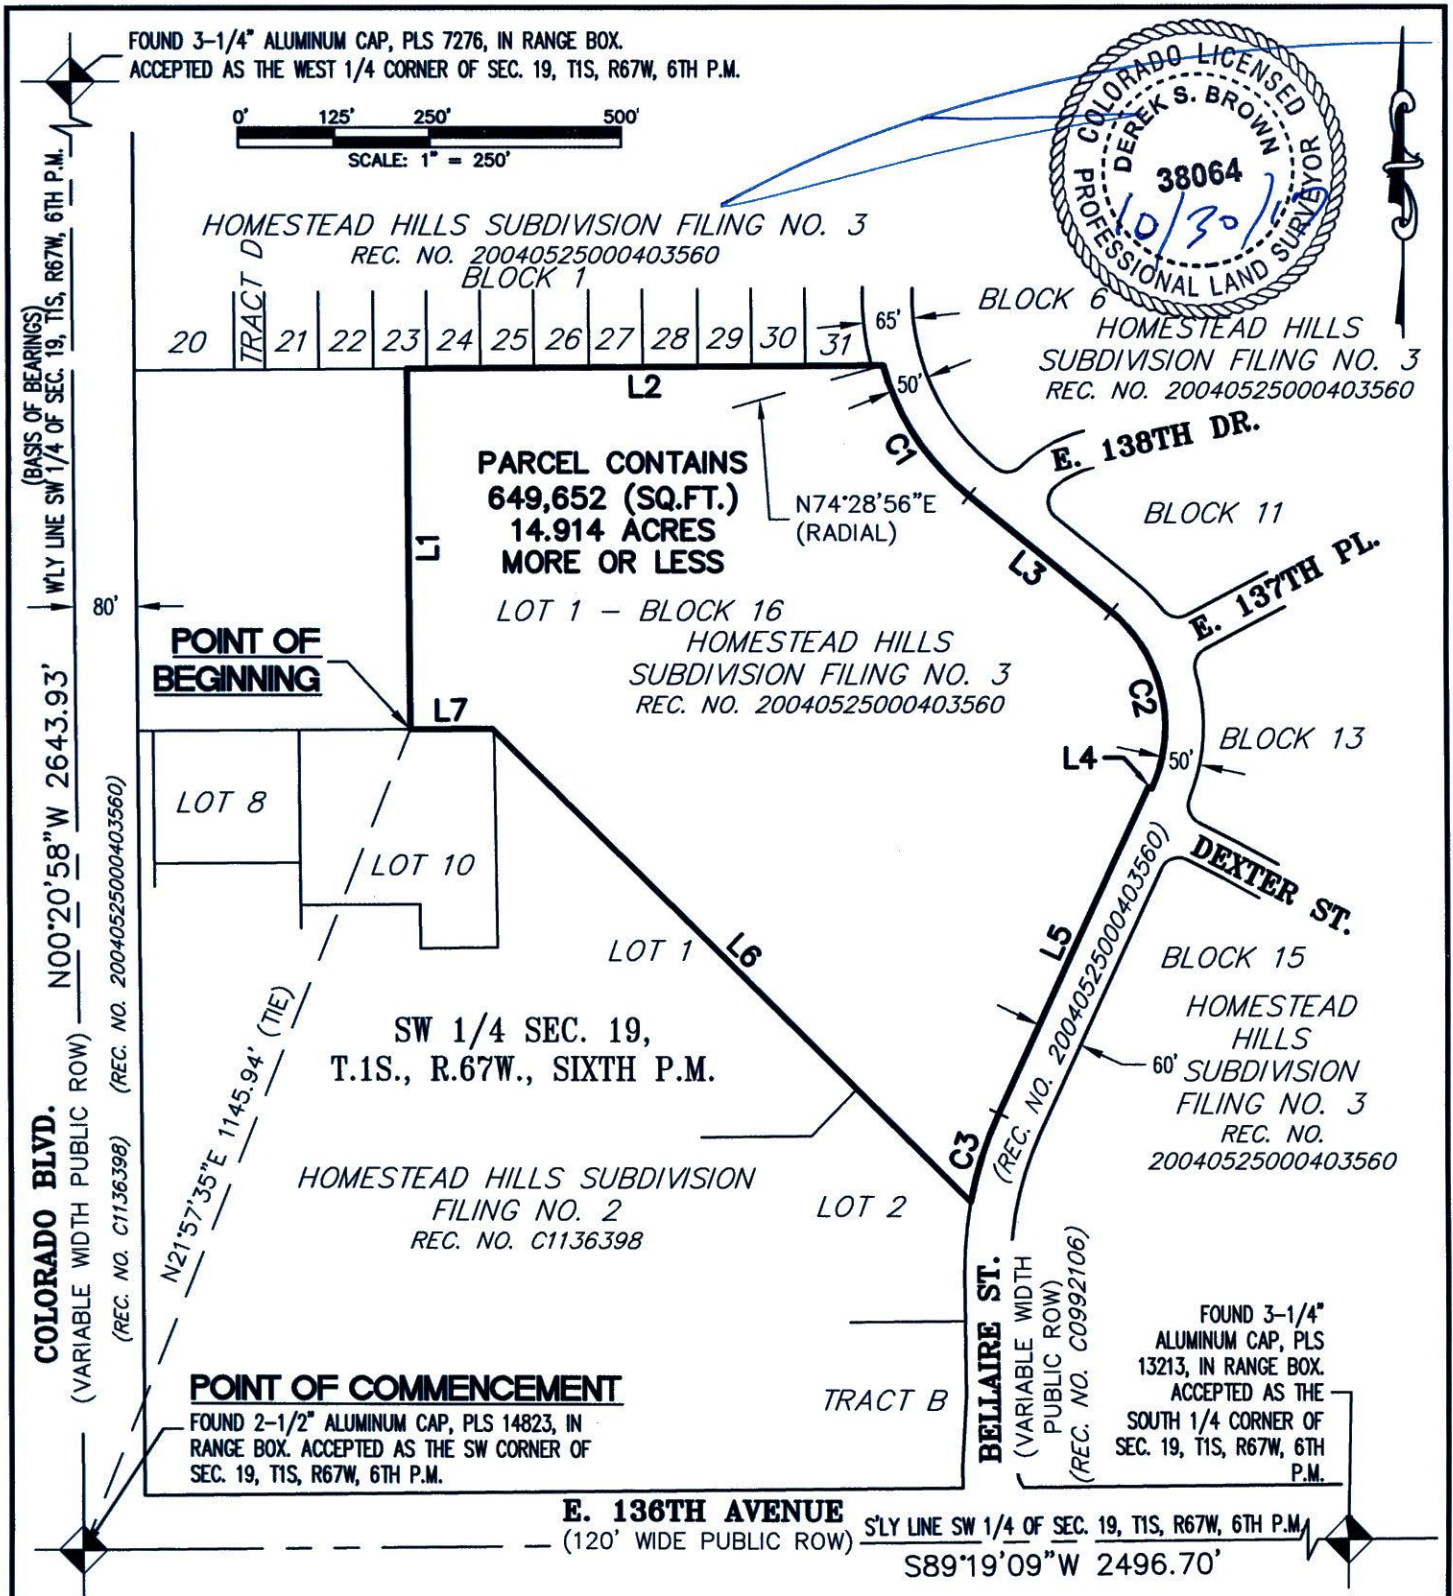 FOUND 3-1/4" ALUMINUM CAP, PLS 7276, IN RANGE BOX.
ACCEPTED AS THE WEST 1/4 CORNER OF SEC. 19, T1S, R67W, 6TH P.M.
0' 125' 250' 500'
SCALE: 1" = 250'
COLORADO LICENSED
DEREK S. BROWN
38064
10/30/17
PROFESSIONAL LAND SURVEYOR
HOMESTEAD HILLS SUBDIVISION FILING NO. 3
REC. NO. 20040525000403560
BLOCK 1
20
TRACT D
21
22
23
24
25
26
27
28
29
30
31
65'
50'
BLOCK 6
HOMESTEAD HILLS
SUBDIVISION FILING NO. 3
REC. NO. 20040525000403560
L2
C1
E. 138TH DR.
PARCEL CONTAINS
649,652 (SQ.FT.)
14.914 ACRES
MORE OR LESS
N74°28'56"E
(RADIAL)
BLOCK 11
L1
L3
E. 137TH PL.
LOT 1 - BLOCK 16
HOMESTEAD HILLS
SUBDIVISION FILING NO. 3
REC. NO. 20040525000403560
(BASIS OF BEARINGS)
W'LY LINE SW 1/4 OF SEC. 19, T1S, R67W, 6TH P.M.
N00°20'58"W 2643.93'
80'
POINT OF
BEGINNING
L7
C2
BLOCK 13
L4
50'
LOT 8
LOT 10
DEXTER ST.
LOT 1
L6
L5
BLOCK 15
(REC. NO. 20040525000403560)
HOMESTEAD
HILLS
60' SUBDIVISION
FILING NO. 3
REC. NO.
20040525000403560
SW 1/4 SEC. 19,
T.1S., R.67W., SIXTH P.M.
N21°57'35"E 1145.94' (TIE)
C3
HOMESTEAD HILLS SUBDIVISION
FILING NO. 2
REC. NO. C1136398
LOT 2
COLORADO BLVD.
(VARIABLE WIDTH PUBLIC ROW)
(REC. NO. C1136398) (REC. NO. 20040525000403560)
BELLAIRE ST.
(VARIABLE WIDTH
PUBLIC ROW)
(REC. NO. C0992106)
FOUND 3-1/4"
ALUMINUM CAP, PLS
13213, IN RANGE BOX.
ACCEPTED AS THE
SOUTH 1/4 CORNER OF
SEC. 19, T1S, R67W, 6TH
P.M.
POINT OF COMMENCEMENT
FOUND 2-1/2" ALUMINUM CAP, PLS 14823, IN
RANGE BOX. ACCEPTED AS THE SW CORNER OF
SEC. 19, T1S, R67W, 6TH P.M.
TRACT B
E. 136TH AVENUE
(120' WIDE PUBLIC ROW)
S'LY LINE SW 1/4 OF SEC. 19, T1S, R67W, 6TH P.M.
S89°19'09"W 2496.70'